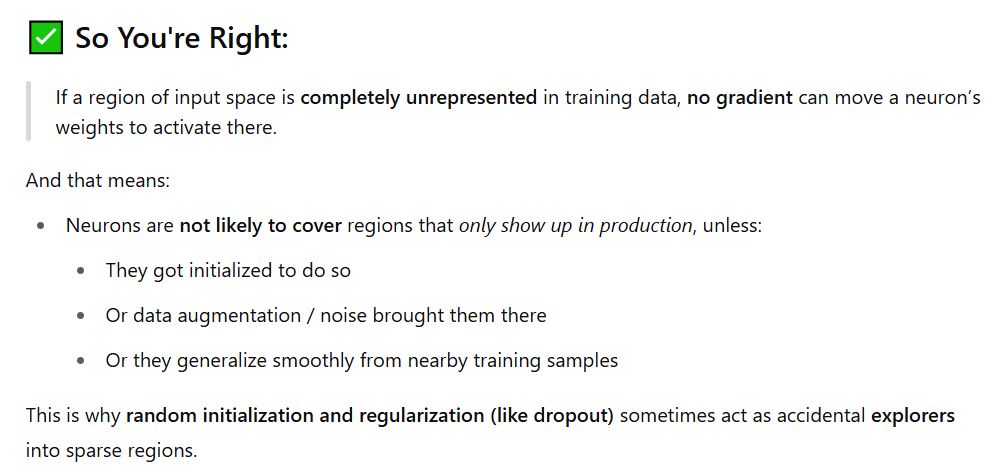 ✅ So You're Right:
If a region of input space is completely unrepresented in training data, no gradient can move a neuron’s
weights to activate there.
And that means:
• Neurons are not likely to cover regions that only show up in production, unless:
• They got initialized to do so
• Or data augmentation / noise brought them there
• Or they generalize smoothly from nearby training samples
This is why random initialization and regularization (like dropout) sometimes act as accidental explorers
into sparse regions.